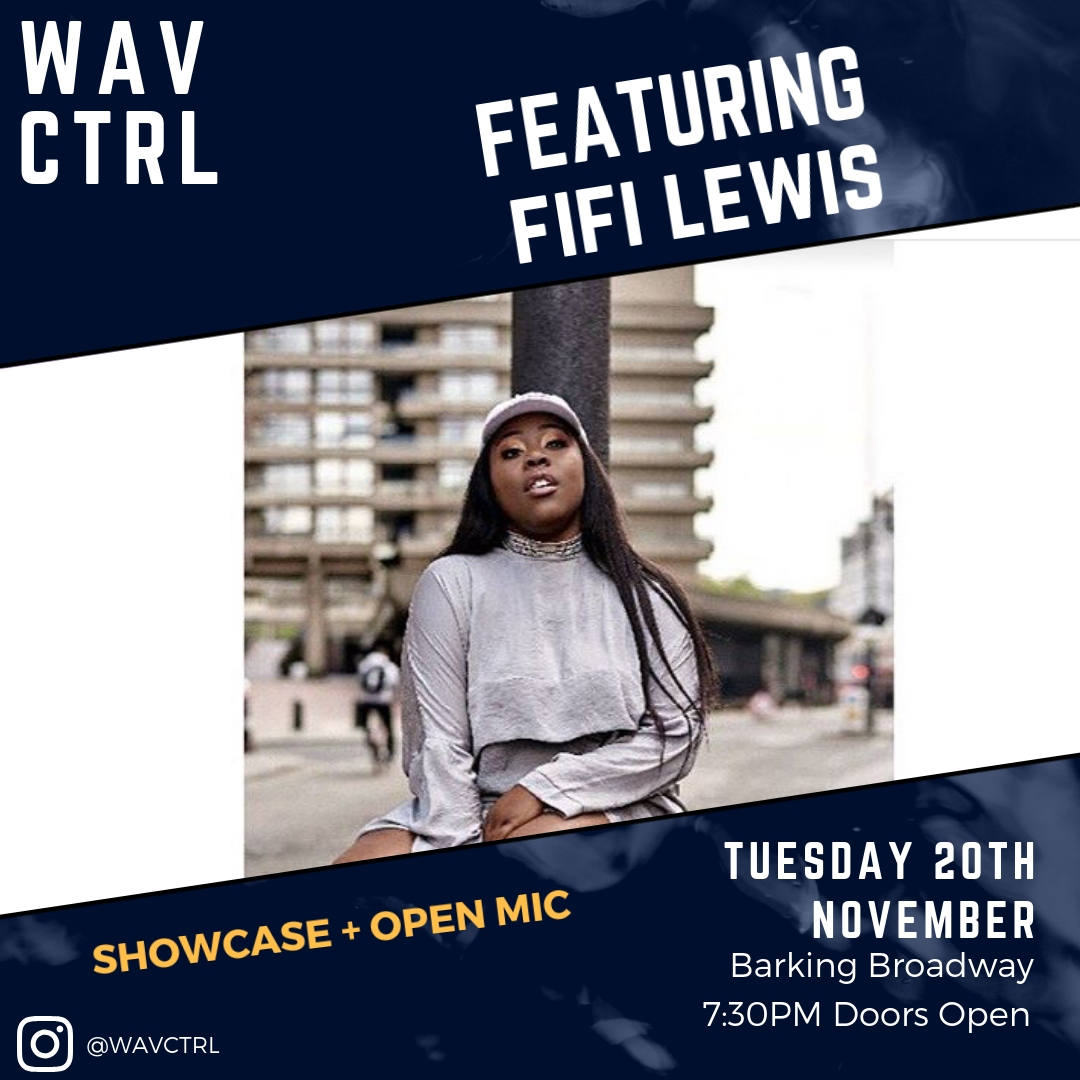 WAV
CTRL
FEATURING
FIFI LEWIS
SHOWCASE + OPEN MIC
TUESDAY 20TH
NOVEMBER
Barking Broadway
7:30PM Doors Open
@WAVCTRL